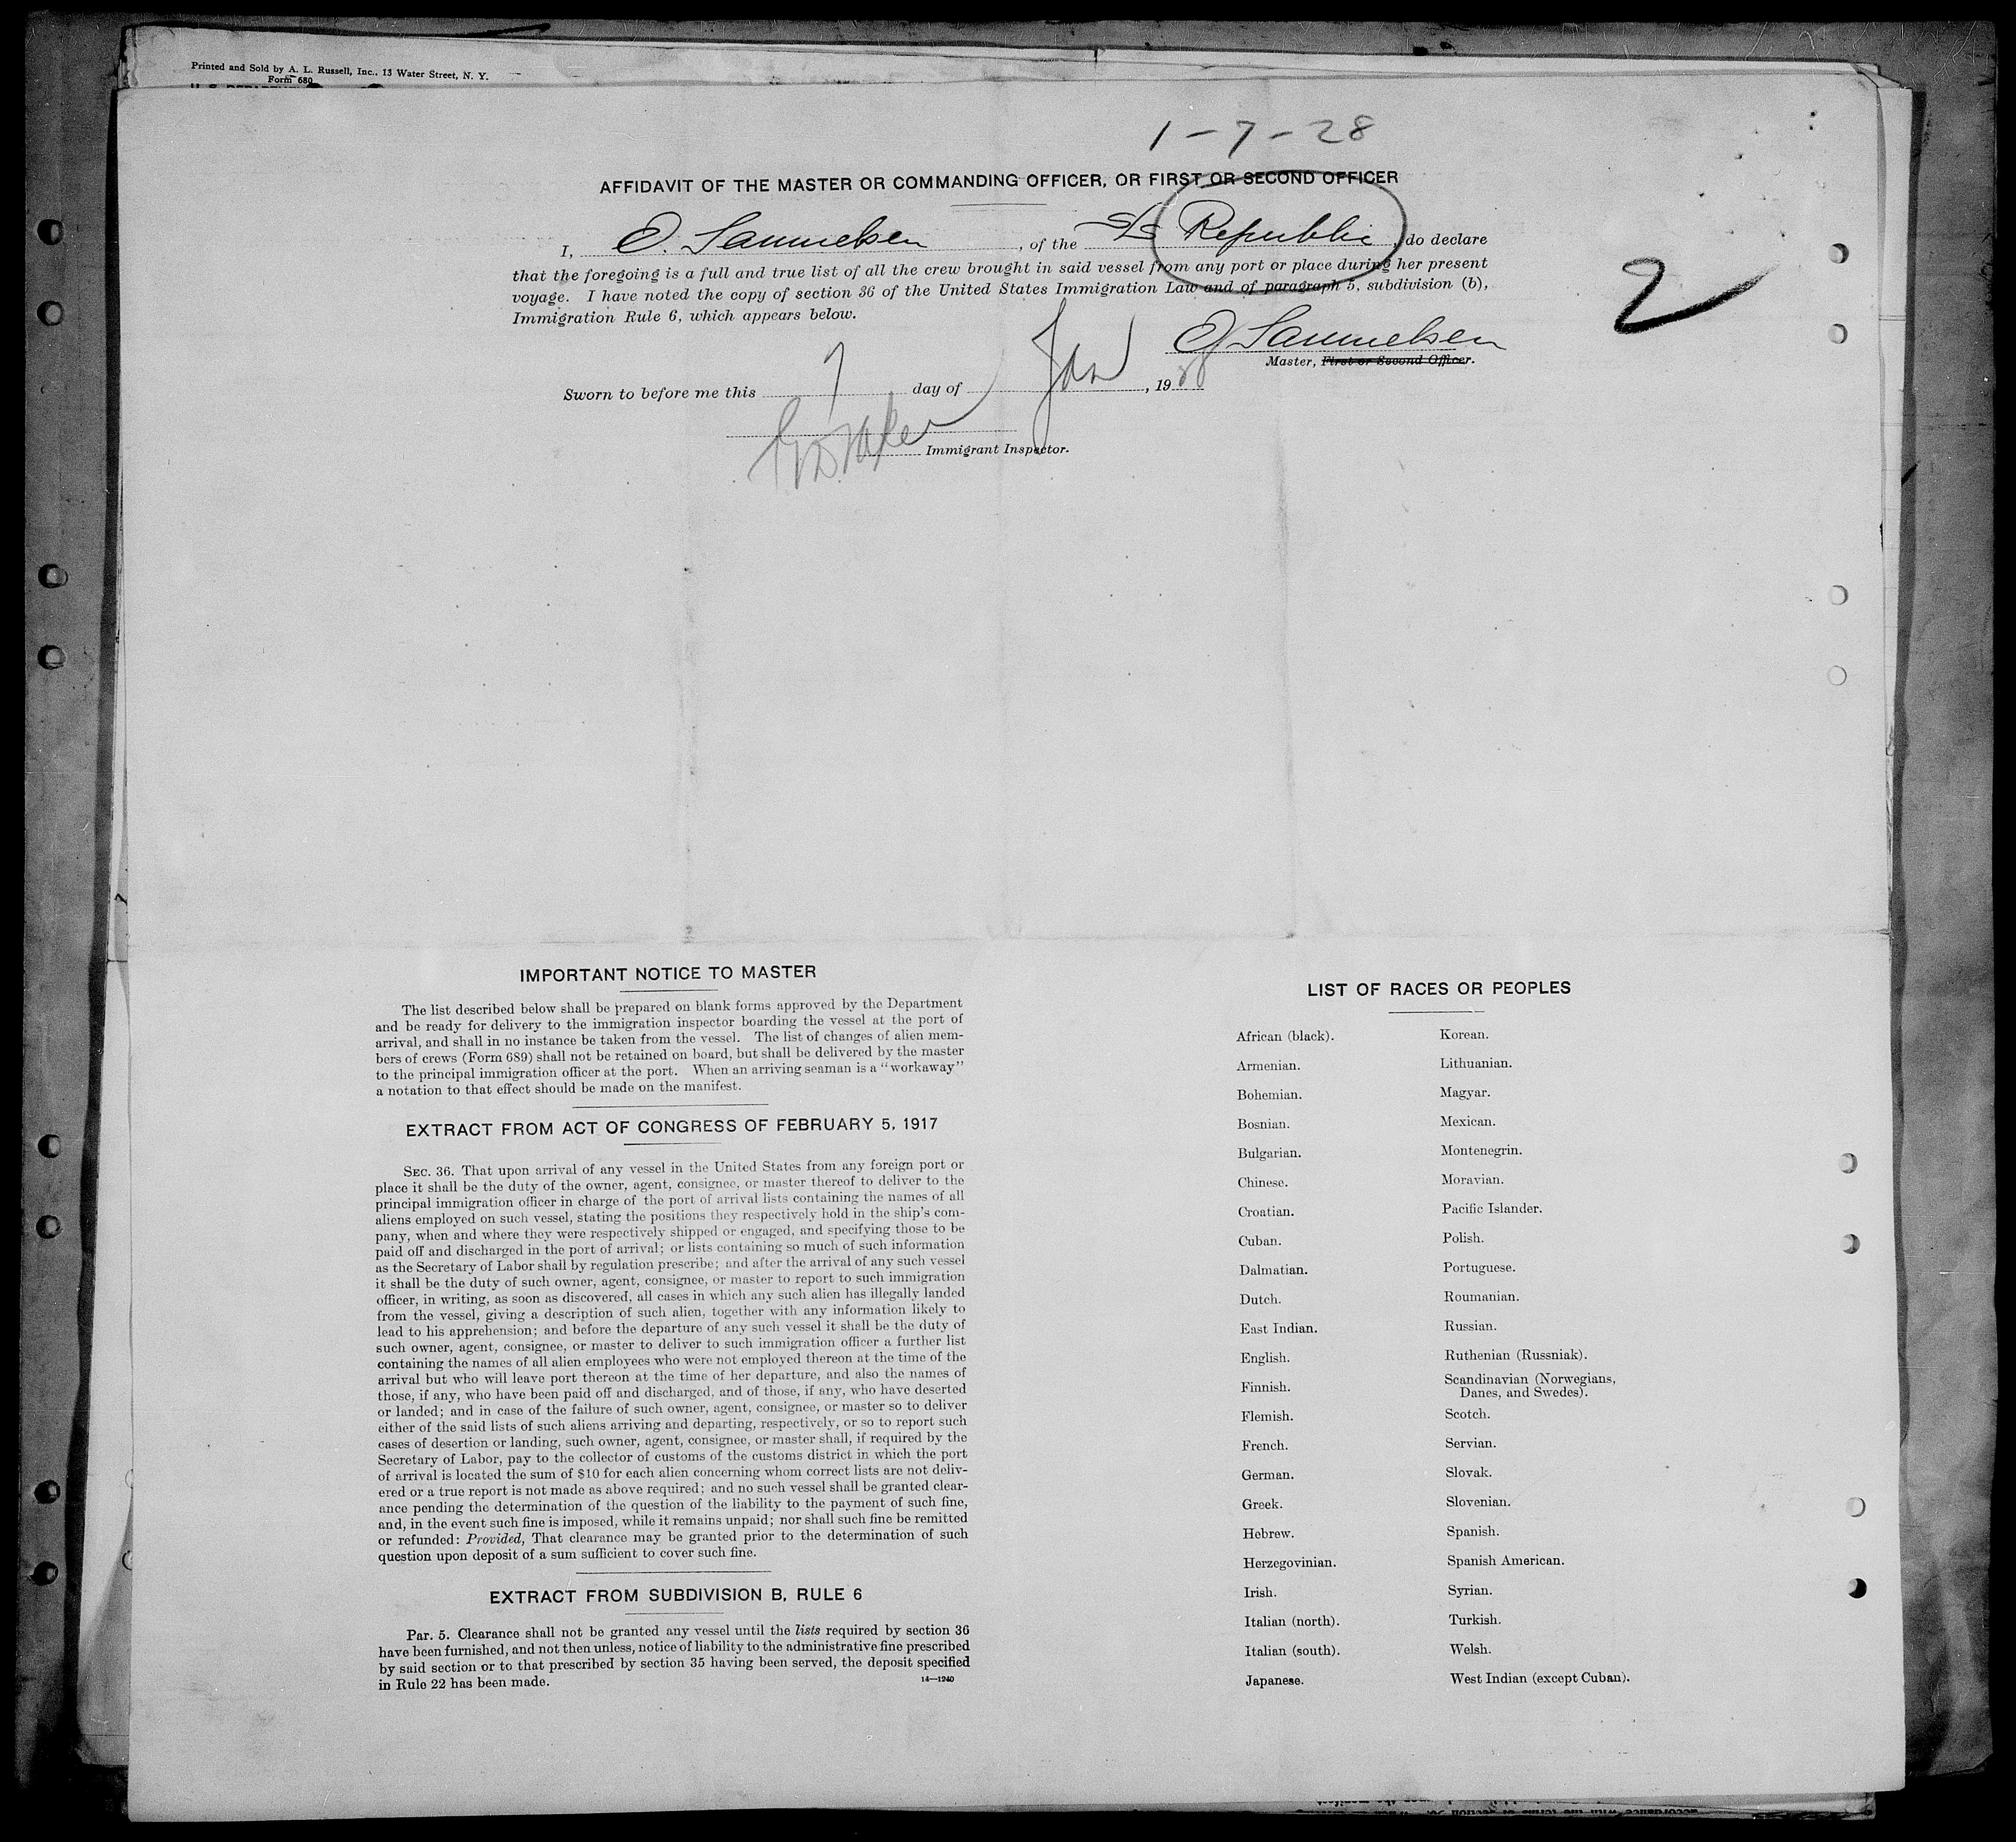 Printed and Sold by A. L. Russell, Inc., 13 Water Street, N. Y.
Form 680
1-7-28
AFFIDAVIT OF THE MASTER OR COMMANDING OFFICER, OR FIRST OR SECOND OFFICER
I, O. Samuelsen, of the S/S Republic, do declare
that the foregoing is a full and true list of all the crew brought in said vessel from any port or place during her present
voyage. I have noted the copy of section 36 of the United States Immigration Law and of paragraph 5, subdivision (b),
Immigration Rule 6, which appears below.
2
O Samuelsen
Master, First or Second Officer.
Sworn to before me this 7 day of Jan, 1928
Immigrant Inspector.
IMPORTANT NOTICE TO MASTER
The list described below shall be prepared on blank forms approved by the Department
and be ready for delivery to the immigration inspector boarding the vessel at the port of
arrival, and shall in no instance be taken from the vessel. The list of changes of alien mem-
bers of crews (Form 689) shall not be retained on board, but shall be delivered by the master
to the principal immigration officer at the port. When an arriving seaman is a "workaway"
a notation to that effect should be made on the manifest.
EXTRACT FROM ACT OF CONGRESS OF FEBRUARY 5, 1917
SEC. 36. That upon arrival of any vessel in the United States from any foreign port or
place it shall be the duty of the owner, agent, consignee, or master thereof to deliver to the
principal immigration officer in charge of the port of arrival lists containing the names of all
aliens employed on such vessel, stating the positions they respectively hold in the ship's com-
pany, when and where they were respectively shipped or engaged, and specifying those to be
paid off and discharged in the port of arrival; or lists containing so much of such information
as the Secretary of Labor shall by regulation prescribe; and after the arrival of any such vessel
it shall be the duty of such owner, agent, consignee, or master to report to such immigration
officer, in writing, as soon as discovered, all cases in which any such alien has illegally landed
from the vessel, giving a description of such alien, together with any information likely to
lead to his apprehension; and before the departure of any such vessel it shall be the duty of
such owner, agent, consignee, or master to deliver to such immigration officer a further list
containing the names of all alien employees who were not employed thereon at the time of the
arrival but who will leave port thereon at the time of her departure, and also the names of
those, if any, who have been paid off and discharged, and of those, if any, who have deserted
or landed; and in case of the failure of such owner, agent, consignee, or master so to deliver
either of the said lists of such aliens arriving and departing, respectively, or so to report such
cases of desertion or landing, such owner, agent, consignee, or master shall, if required by the
Secretary of Labor, pay to the collector of customs of the customs district in which the port
of arrival is located the sum of $10 for each alien concerning whom correct lists are not deliv-
ered or a true report is not made as above required; and no such vessel shall be granted clear-
ance pending the determination of the question of the liability to the payment of such fine,
and, in the event such fine is imposed, while it remains unpaid; nor shall such fine be remitted
or refunded: Provided, That clearance may be granted prior to the determination of such
question upon deposit of a sum sufficient to cover such fine.
EXTRACT FROM SUBDIVISION B, RULE 6
Par. 5. Clearance shall not be granted any vessel until the lists required by section 36
have been furnished, and not then unless, notice of liability to the administrative fine prescribed
by said section or to that prescribed by section 35 having been served, the deposit specified
in Rule 22 has been made.
14—1240
LIST OF RACES OR PEOPLES
African (black).
Armenian.
Bohemian.
Bosnian.
Bulgarian.
Chinese.
Croatian.
Cuban.
Dalmatian.
Dutch.
East Indian.
English.
Finnish.
Flemish.
French.
German.
Greek.
Hebrew.
Herzegovinian.
Irish.
Italian (north).
Italian (south).
Japanese.
Korean.
Lithuanian.
Magyar.
Mexican.
Montenegrin.
Moravian.
Pacific Islander.
Polish.
Portuguese.
Roumanian.
Russian.
Ruthenian (Russniak).
Scandinavian (Norwegians,
Danes, and Swedes).
Scotch.
Servian.
Slovak.
Slovenian.
Spanish.
Spanish American.
Syrian.
Turkish.
Welsh.
West Indian (except Cuban).